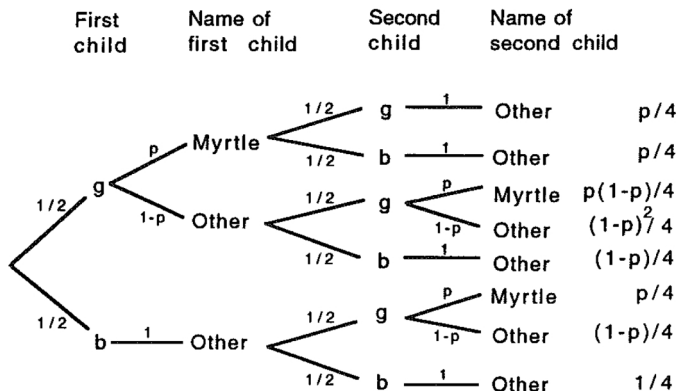 First Name of Second Name of
child first child child second child
1/2 g 1 Other p/4
p Myrtle
1/2 b 1 Other p/4
g
1/2 1/2 g p Myrtle p(1-p)/4
1-p Other 1-p Other (1-p)²/4
1/2 b 1 Other (1-p)/4
p Myrtle p/4
1/2 1/2 g
b 1 Other 1-p Other (1-p)/4
1/2 b 1 Other 1/4